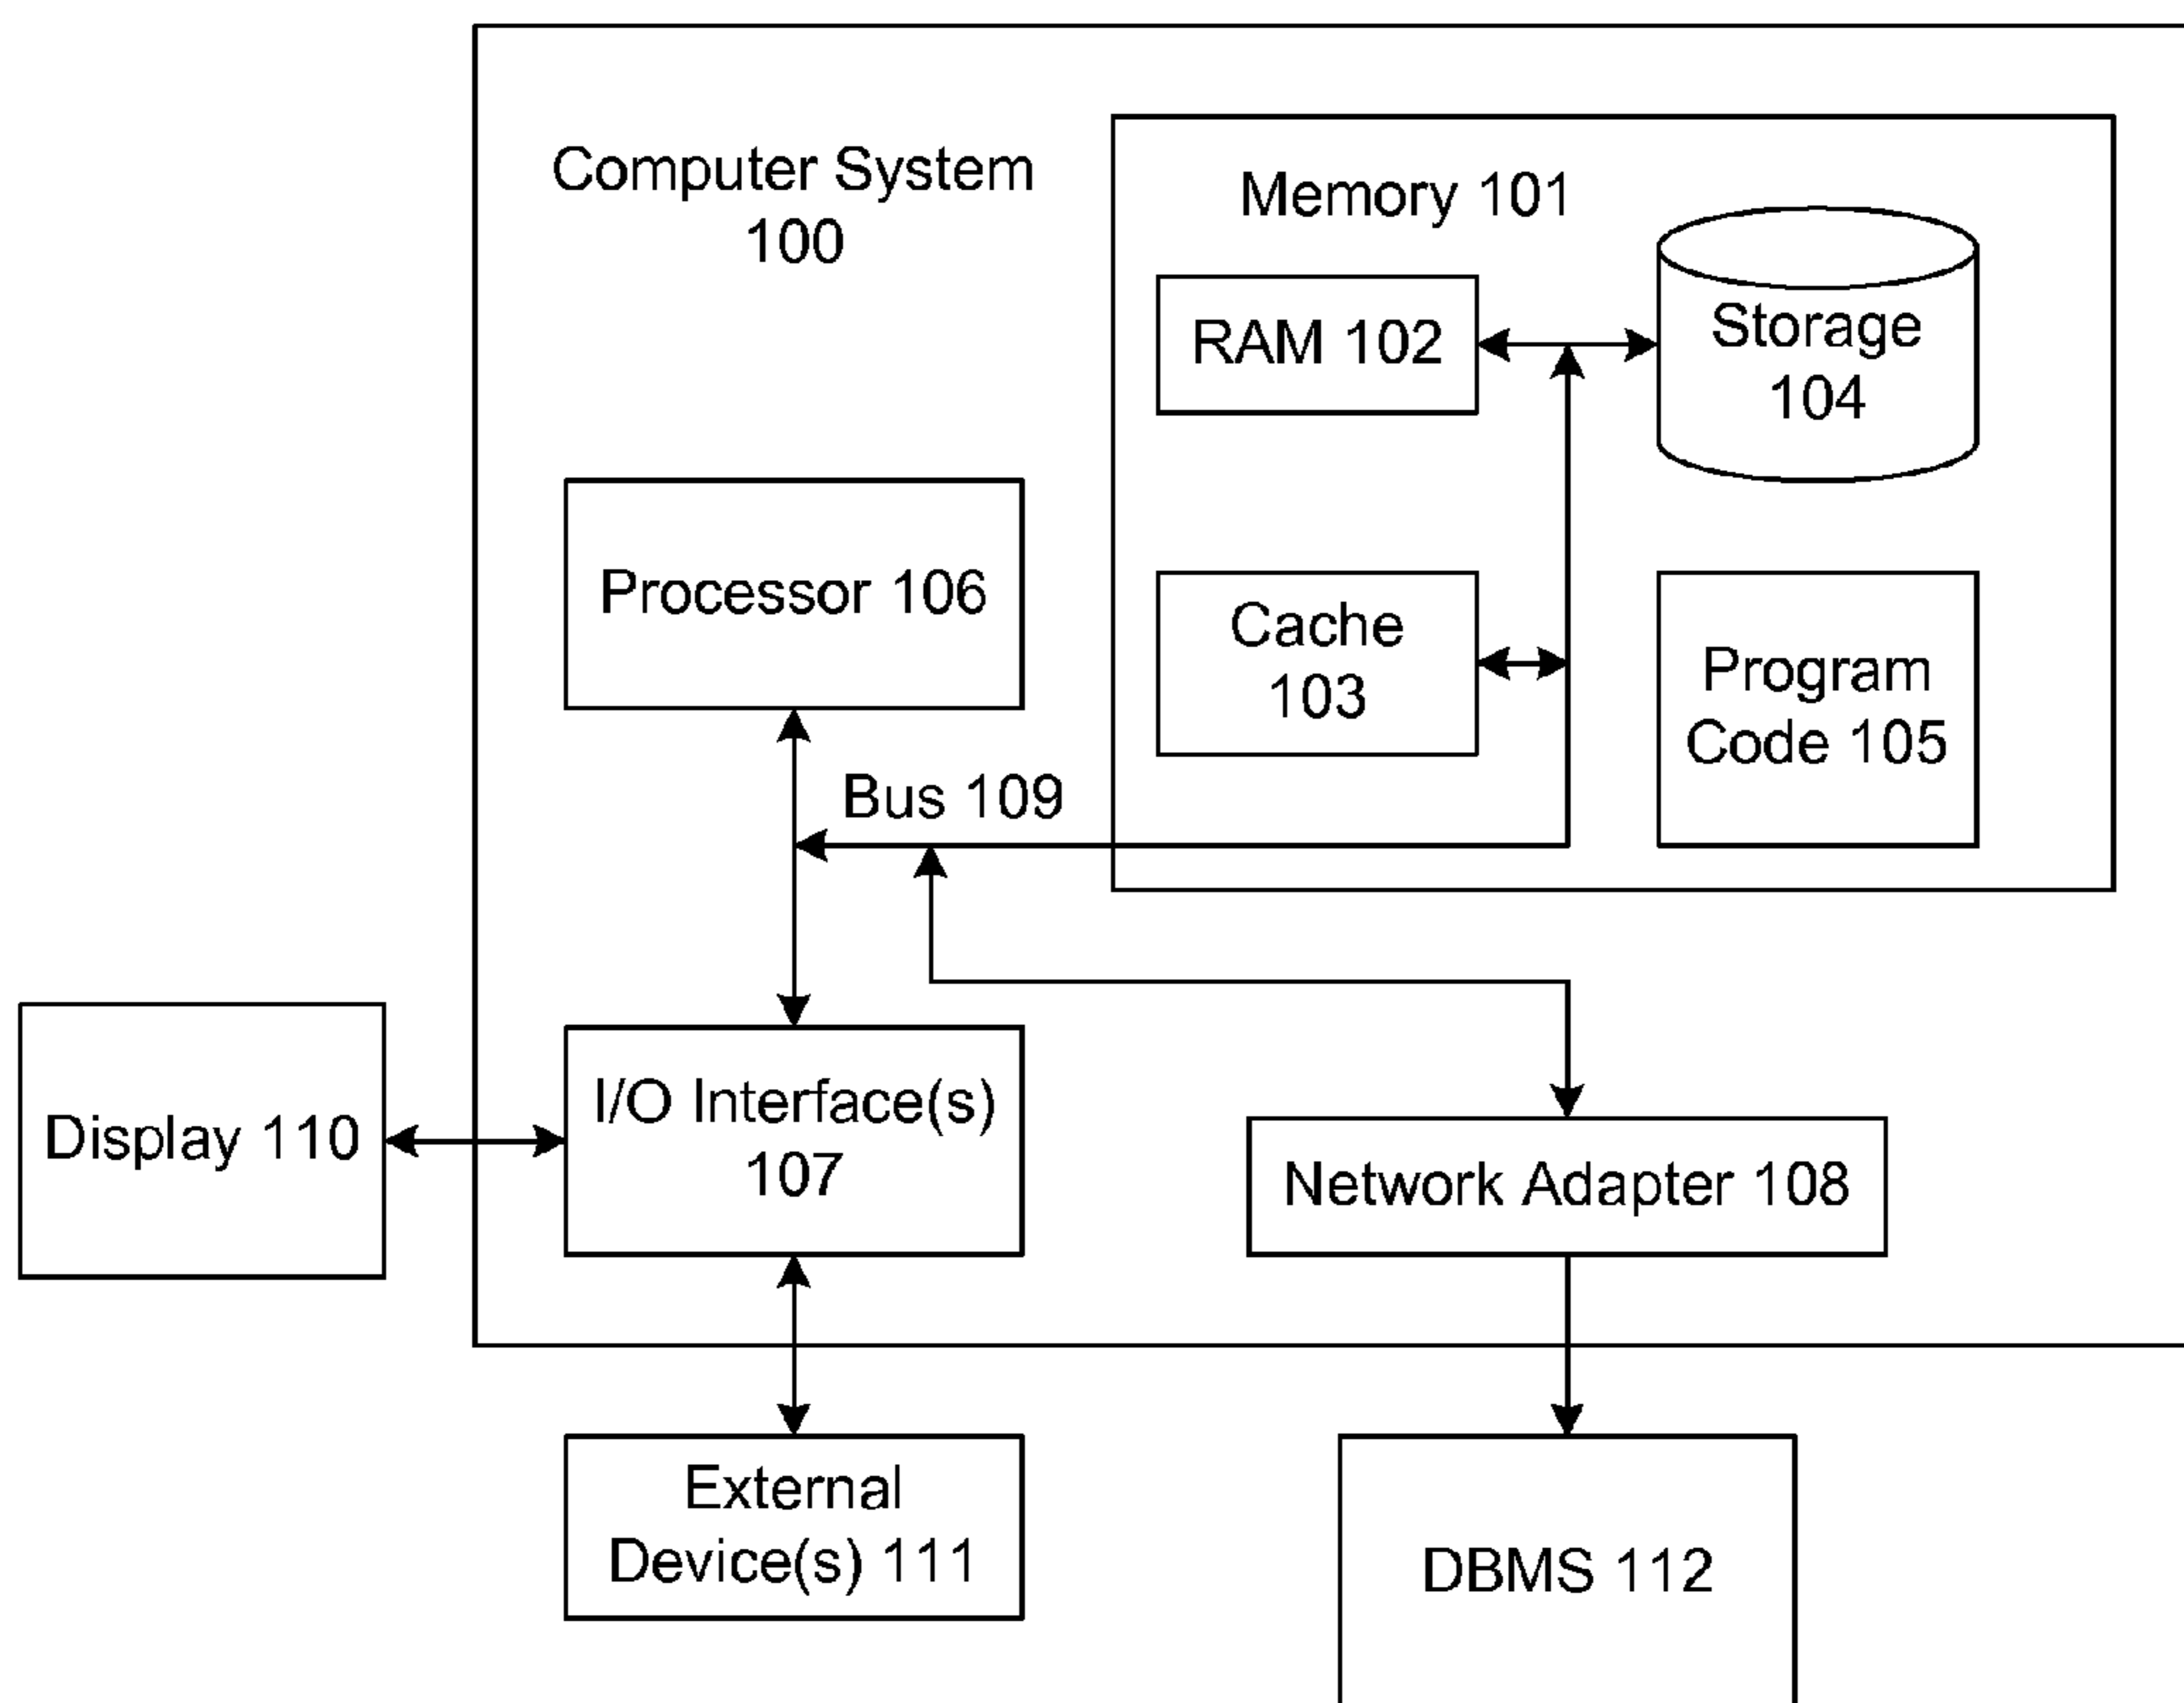 Computer System
100
Memory 101
RAM 102
Storage
104
Processor 106
Cache
103
Program
Code 105
Bus 109
Display 110
I/O Interface(s)
107
Network Adapter 108
External
Device(s) 111
DBMS 112